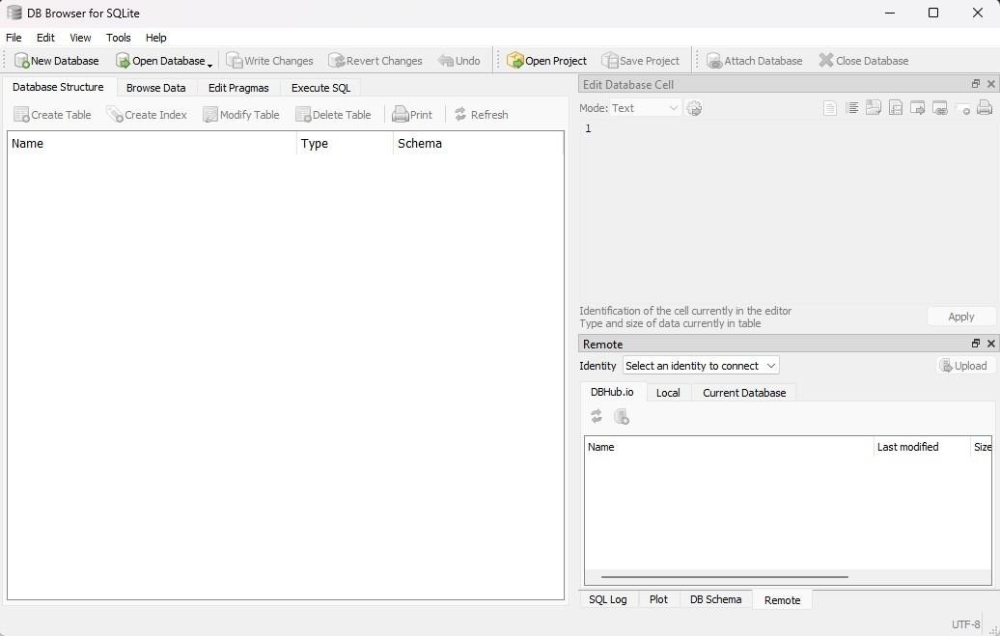 DB Browser for SQLite
File Edit View Tools Help
New Database Open Database Write Changes Revert Changes Undo Open Project Save Project Attach Database Close Database
Database Structure Browse Data Edit Pragmas Execute SQL
Create Table Create Index Modify Table Delete Table Print Refresh
Name Type Schema
Edit Database Cell
Mode: Text
1
Identification of the cell currently in the editor
Type and size of data currently in table
Apply
Remote
Identity Select an identity to connect Upload
DBHub.io Local Current Database
Name Last modified Size
SQL Log Plot DB Schema Remote
UTF-8